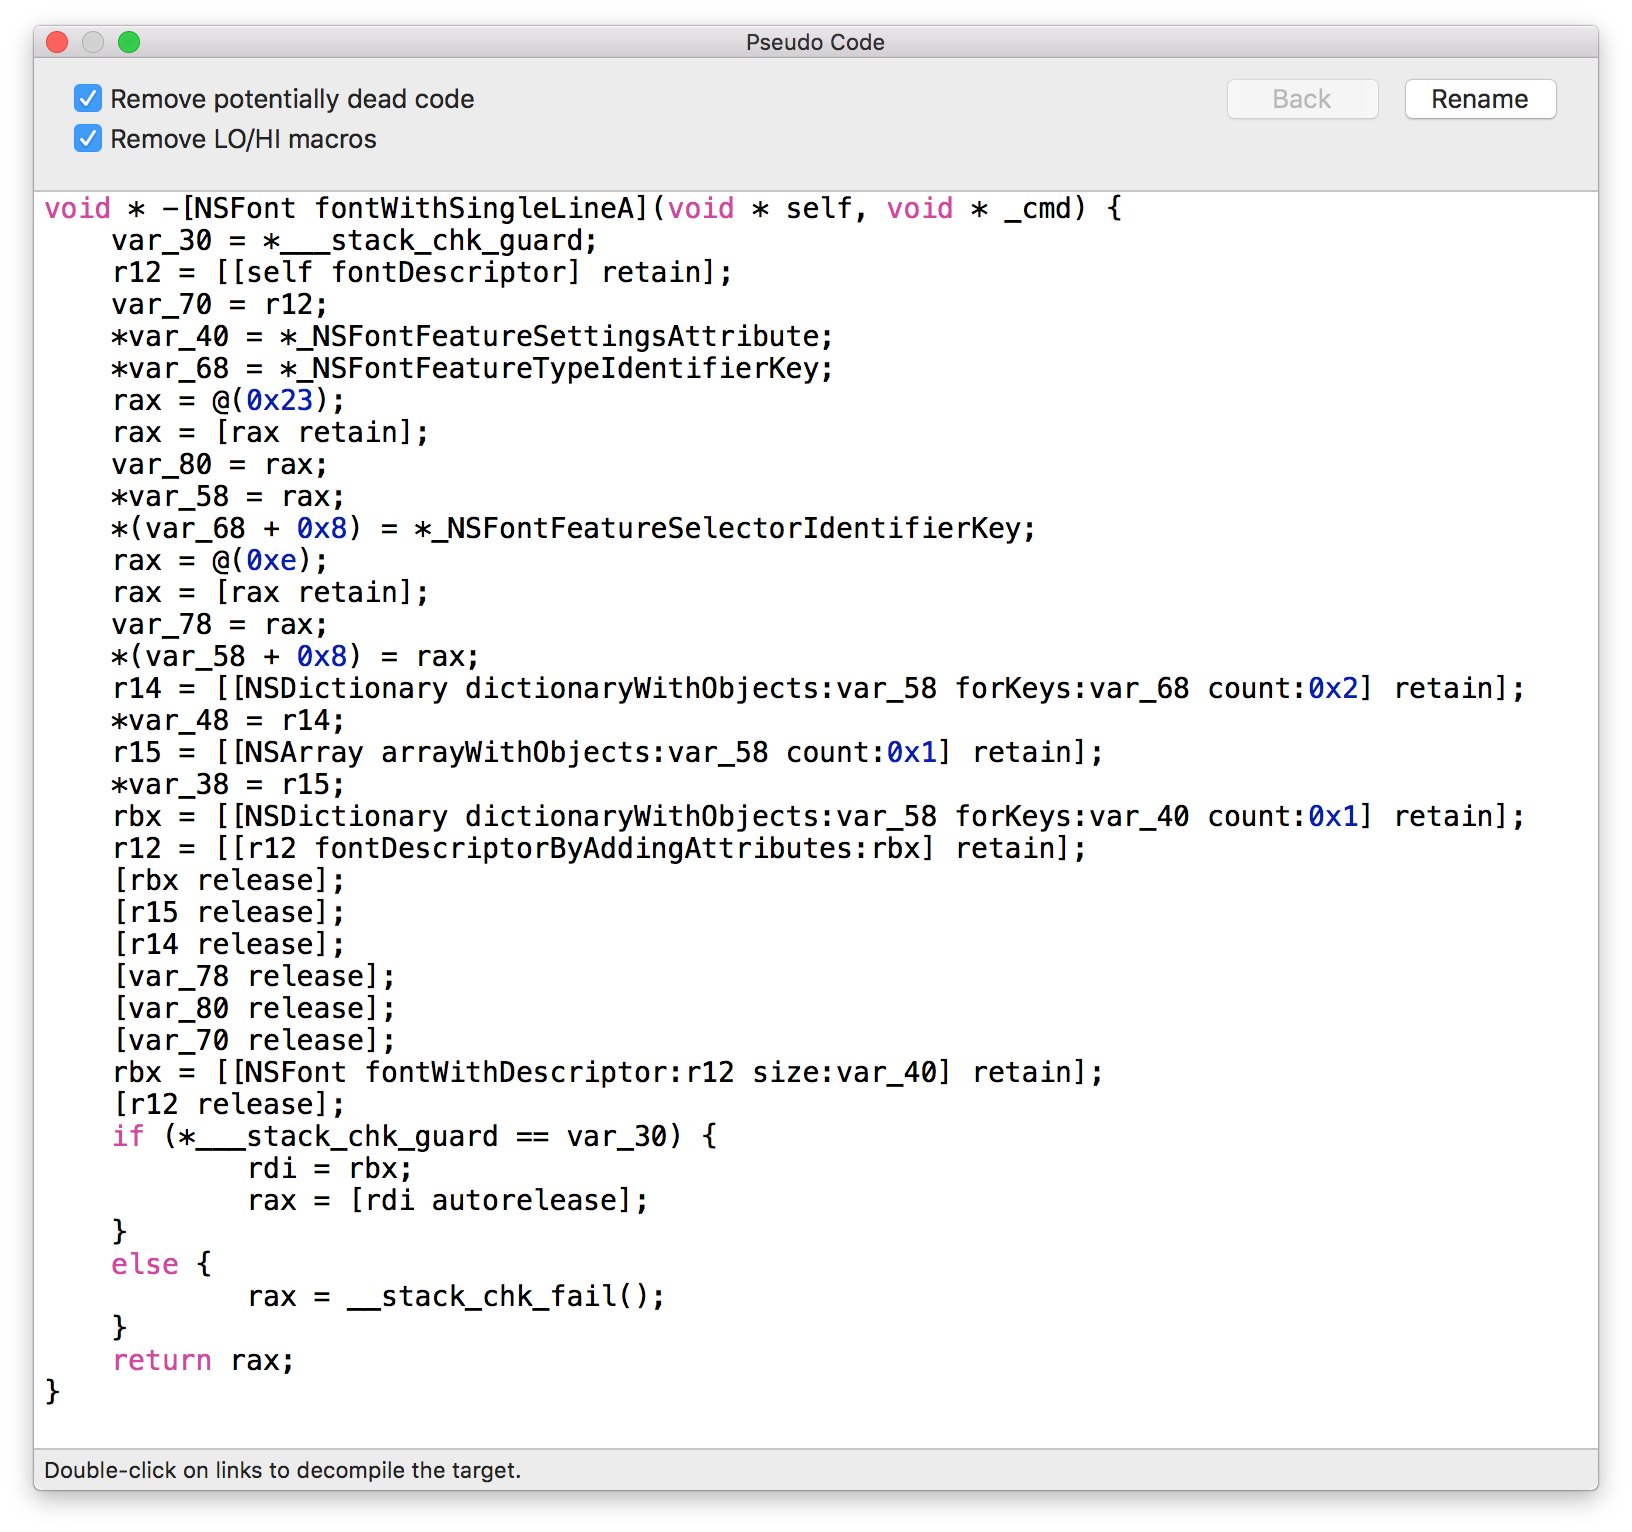 Pseudo Code
Remove potentially dead code
Back
Rename
Remove LO/HI macros
void * -[NSFont fontWithSingleLineA](void * self, void * _cmd) {
    var_30 = *___stack_chk_guard;
    r12 = [[self fontDescriptor] retain];
    var_70 = r12;
    *var_40 = *_NSFontFeatureSettingsAttribute;
    *var_68 = *_NSFontFeatureTypeIdentifierKey;
    rax = @(0x23);
    rax = [rax retain];
    var_80 = rax;
    *var_58 = rax;
    *(var_68 + 0x8) = *_NSFontFeatureSelectorIdentifierKey;
    rax = @(0xe);
    rax = [rax retain];
    var_78 = rax;
    *(var_58 + 0x8) = rax;
    r14 = [[NSDictionary dictionaryWithObjects:var_58 forKeys:var_68 count:0x2] retain];
    *var_48 = r14;
    r15 = [[NSArray arrayWithObjects:var_58 count:0x1] retain];
    *var_38 = r15;
    rbx = [[NSDictionary dictionaryWithObjects:var_58 forKeys:var_40 count:0x1] retain];
    r12 = [[r12 fontDescriptorByAddingAttributes:rbx] retain];
    [rbx release];
    [r15 release];
    [r14 release];
    [var_78 release];
    [var_80 release];
    [var_70 release];
    rbx = [[NSFont fontWithDescriptor:r12 size:var_40] retain];
    [r12 release];
    if (*___stack_chk_guard == var_30) {
            rdi = rbx;
            rax = [rdi autorelease];
    }
    else {
            rax = __stack_chk_fail();
    }
    return rax;
}
Double-click on links to decompile the target.